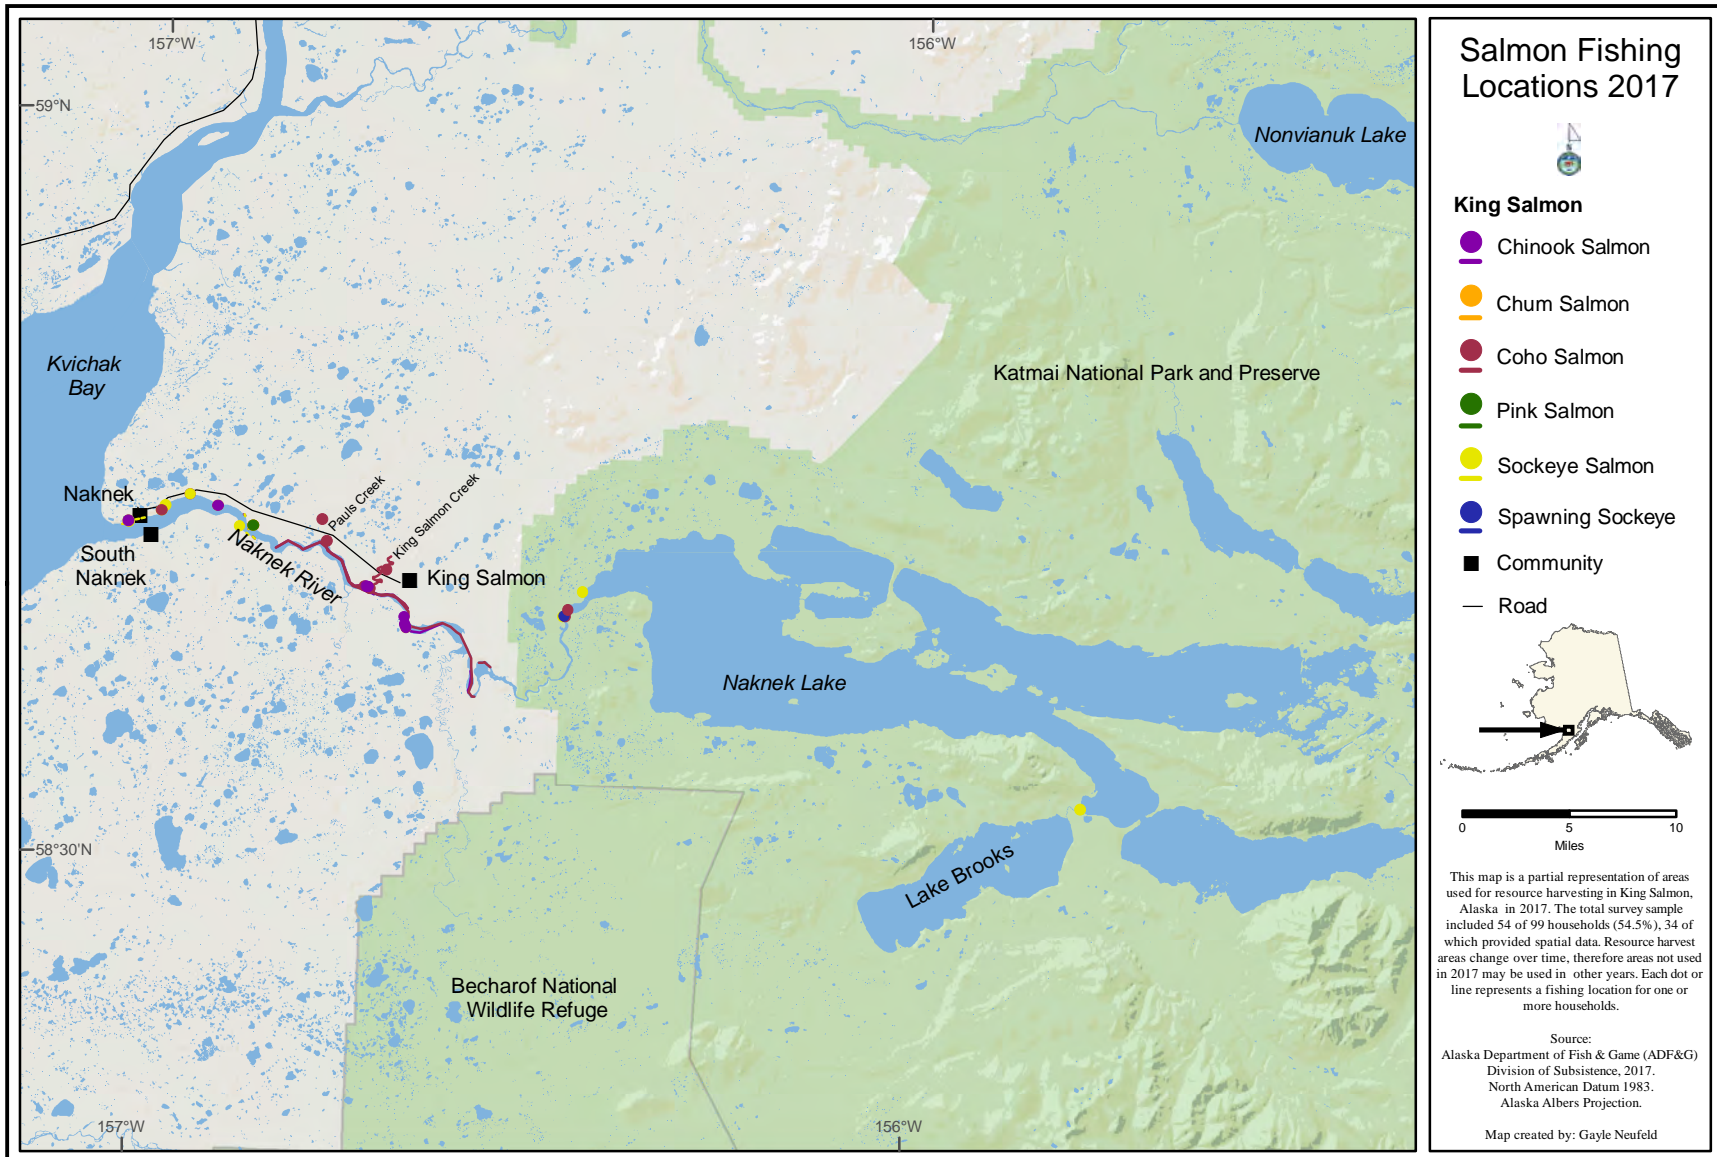 157°W
156°W
59°N
Nonvianuk Lake
Kvichak
Bay
Katmai National Park and Preserve
Naknek
Pauls Creek
King Salmon Creek
South
Naknek
Naknek River
King Salmon
Naknek Lake
58°30'N
Lake Brooks
Becharof National
Wildlife Refuge
157°W
156°W
Salmon Fishing
Locations 2017
King Salmon
Chinook Salmon
Chum Salmon
Coho Salmon
Pink Salmon
Sockeye Salmon
Spawning Sockeye
Community
Road
0 5 10
Miles
This map is a partial representation of areas
used for resource harvesting in King Salmon,
Alaska in 2017. The total survey sample
included 54 of 99 households (54.5%), 34 of
which provided spatial data. Resource harvest
areas change over time, therefore areas not used
in 2017 may be used in other years. Each dot or
line represents a fishing location for one or
more households.
Source:
Alaska Department of Fish & Game (ADF&G)
Division of Subsistence, 2017.
North American Datum 1983.
Alaska Albers Projection.
Map created by: Gayle Neufeld